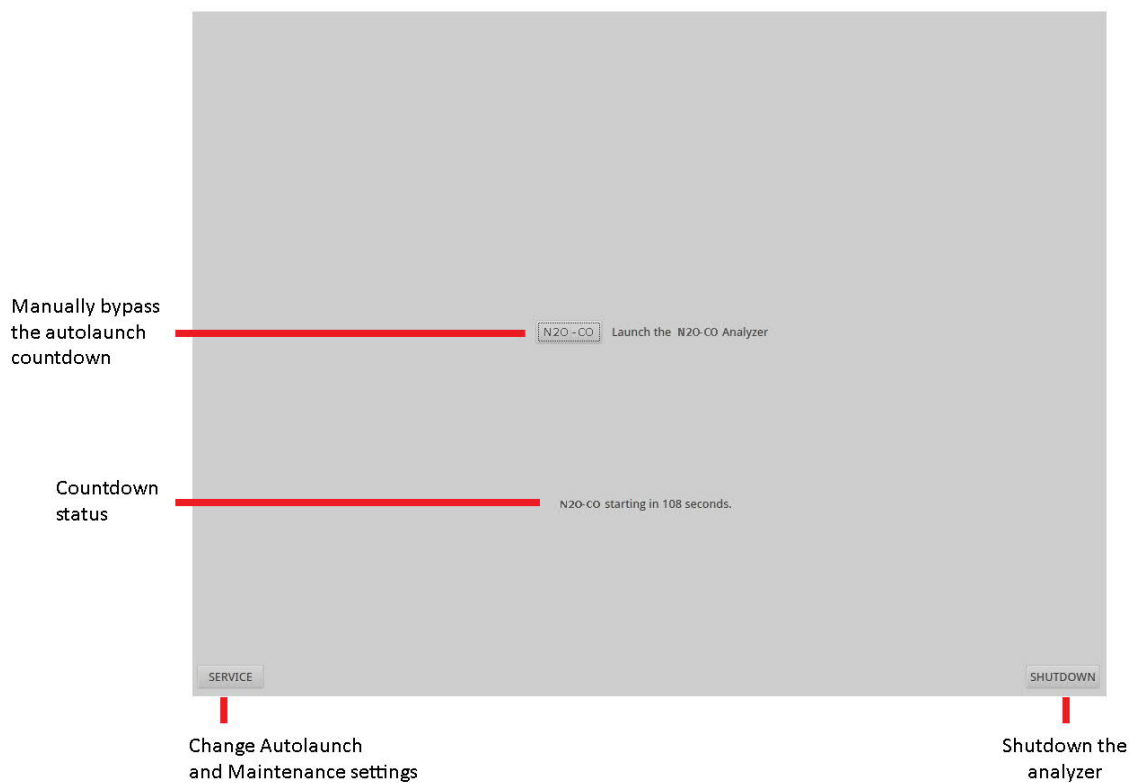 Manually bypass
the autolaunch
countdown
N2O - CO Launch the N2O-CO Analyzer
Countdown
status
N2O-CO starting in 108 seconds.
SERVICE SHUTDOWN
Change Autolaunch
and Maintenance settings
Shutdown the
analyzer